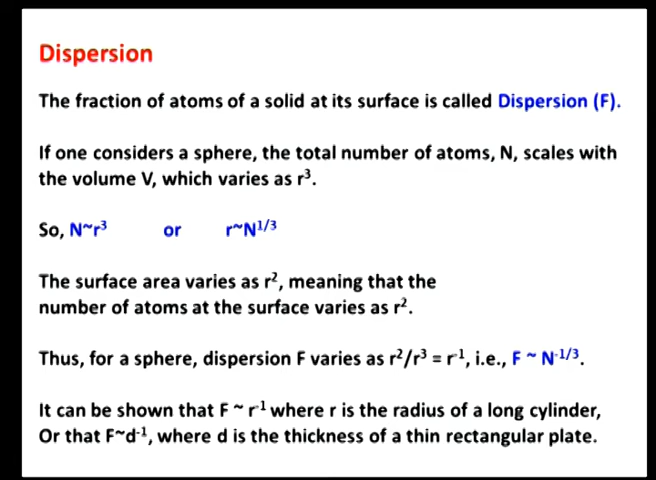 Dispersion
The fraction of atoms of a solid at its surface is called Dispersion (F).
If one considers a sphere, the total number of atoms, N, scales with
the volume V, which varies as r³.
So, N~r³ or r~N¹/³
The surface area varies as r², meaning that the
number of atoms at the surface varies as r².
Thus, for a sphere, dispersion F varies as r²/r³ = r⁻¹, i.e., F ~ N⁻¹/³.
It can be shown that F ~ r⁻¹ where r is the radius of a long cylinder,
Or that F~d⁻¹, where d is the thickness of a thin rectangular plate.